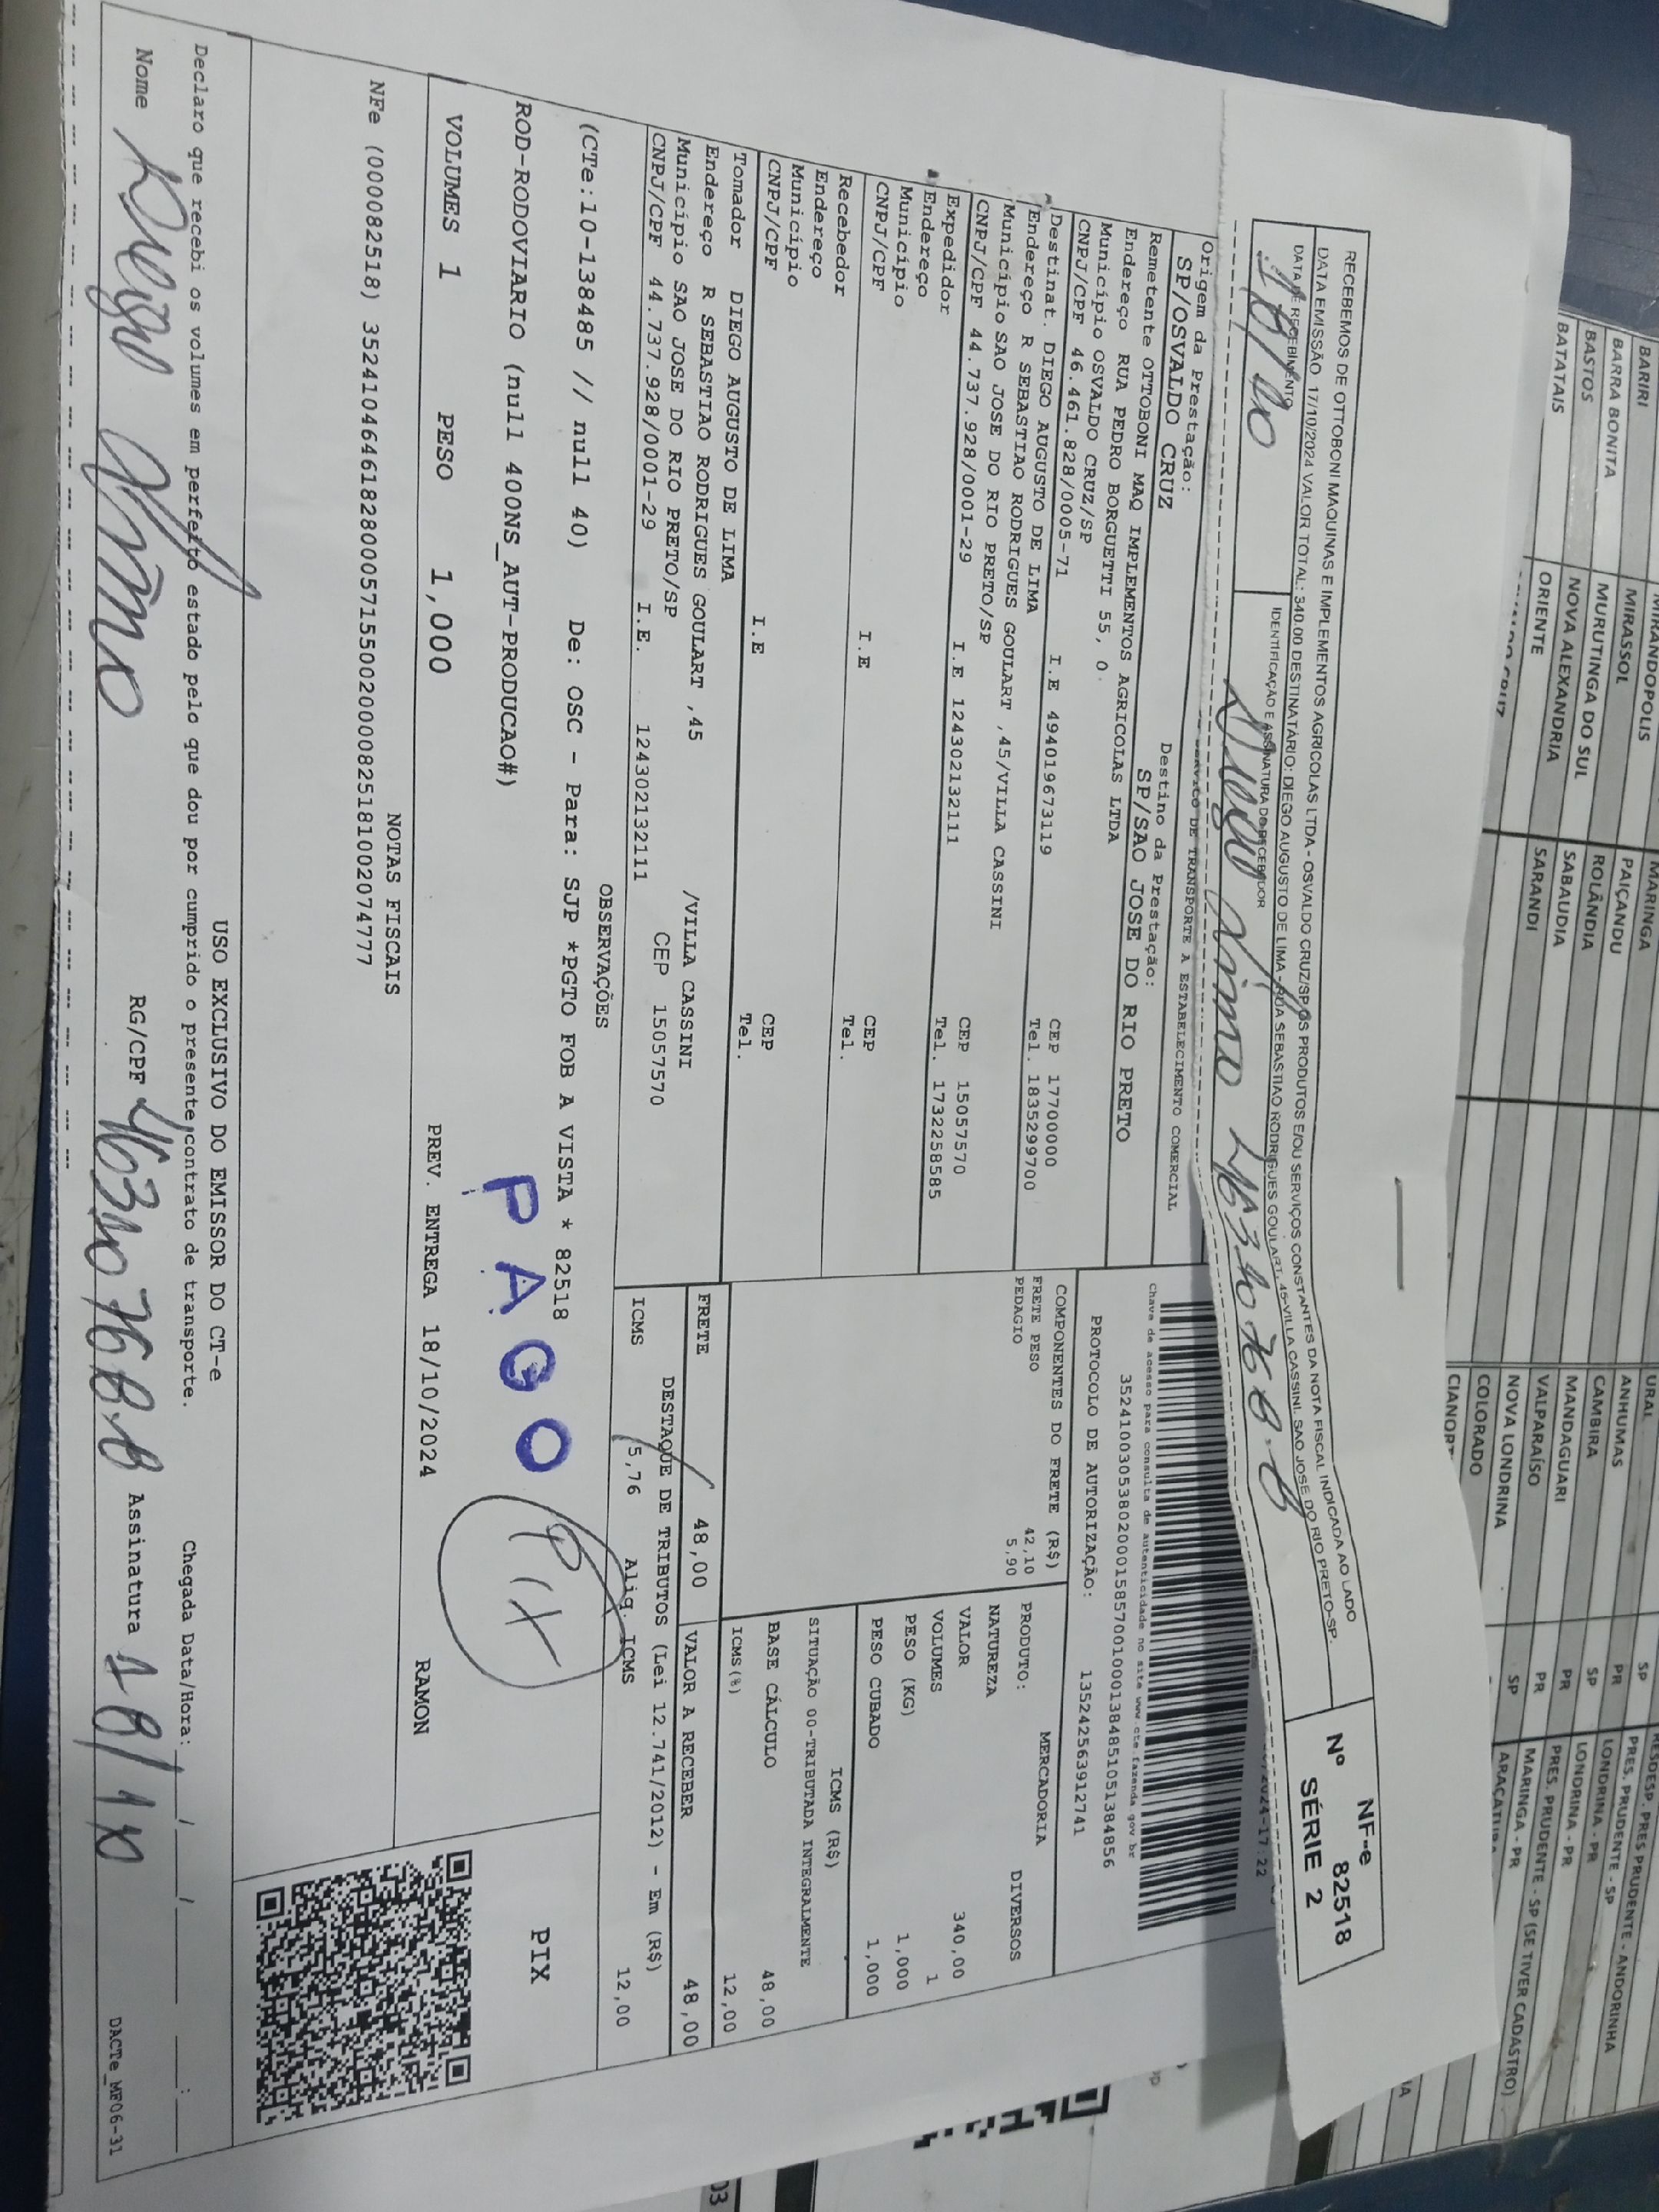 RECEBEMOS DE OTTOBONI MAQUINAS E IMPLEMENTOS AGRICOLAS LTDA - OSVALDO CRUZ/SP OS PRODUTOS E/OU SERVIÇOS CONSTANTES DA NOTA FISCAL INDICADA AO LADO
DATA EMISSÃO 17/10/2024 VALOR TOTAL: 340.00 DESTINATÁRIO: DIEGO AUGUSTO DE LIMA - RUA SEBASTIAO RODRIGUES GOULART, 45-VILLA CASSINI. SAO JOSE DO RIO PRETO-SP.
DATA DE RECEBIMENTO
IDENTIFICAÇÃO E ASSINATURA DO RECEBEDOR
18/10
NF-e
Nº 82518
SÉRIE 2
DE TRANSPORTE A ESTABELECIMENTO COMERCIAL
Origem da Prestação:
SP/OSVALDO CRUZ
Destino da Prestação:
SP/SAO JOSE DO RIO PRETO
Remetente OTTOBONI MAQ IMPLEMENTOS AGRICOLAS LTDA
Endereço RUA PEDRO BORGUETTI 55, 0.
Município OSVALDO CRUZ/SP CEP 17700000
CNPJ/CPF 46.461.828/0005-71 I.E 494019673119 Tel. 1835299700
Destinat. DIEGO AUGUSTO DE LIMA
Endereço R SEBASTIAO RODRIGUES GOULART ,45/VILLA CASSINI
Município SAO JOSE DO RIO PRETO/SP CEP 15057570
CNPJ/CPF 44.737.928/0001-29 I.E 124302132111 Tel. 1732258585
Expedidor
Endereço
Município CEP
CNPJ/CPF I.E Tel.
Recebedor
Endereço
Município CEP
CNPJ/CPF I.E Tel.
Tomador DIEGO AUGUSTO DE LIMA
Endereço R SEBASTIAO RODRIGUES GOULART ,45 /VILLA CASSINI
Município SAO JOSE DO RIO PRETO/SP CEP 15057570
CNPJ/CPF 44.737.928/0001-29 I.E. 124302132111
Chave de acesso para consulta de autenticidade no site www.cte.fazenda.gov.br
35241003053802000158570010001384851051384856
PROTOCOLO DE AUTORIZAÇÃO: 135242563912741
COMPONENTES DO FRETE (R$)
FRETE PESO 42,10
PEDAGIO 5,90
MERCADORIA
PRODUTO: DIVERSOS
NATUREZA
VALOR 340,00
VOLUMES 1
PESO (KG) 1,000
PESO CUBADO 1,000
ICMS (R$)
SITUAÇÃO 00-TRIBUTADA INTEGRALMENTE
BASE CÁLCULO 48,00
ICMS(%) 12,00
FRETE 48,00 VALOR A RECEBER 48,00
DESTAQUE DE TRIBUTOS (Lei 12.741/2012) - Em (R$)
ICMS 5,76 Aliq. ICMS 12,00
OBSERVAÇÕES
(CTe:10-138485 // null 40) De: OSC - Para: SJP *PGTO FOB A VISTA * 82518
ROD-RODOVIARIO (null 400NS_AUT-PRODUCAO#)
PAGO
PIX
PIX
VOLUMES 1 PESO 1,000 PREV. ENTREGA 18/10/2024 RAMON
NOTAS FISCAIS
NFe (000082518) 35241046461828000571550020000825181002074777
USO EXCLUSIVO DO EMISSOR DO CT-e
Declaro que recebi os volumes em perfeito estado pelo que dou por cumprido o presente contrato de transporte. Chegada Data/Hora: / / :
Nome RG/CPF Assinatura 18/10
DACTe_MF06-31
BARIRI
BARRA BONITA
BASTOS
BATATAIS
MIRANDOPOLIS
MIRASSOL
MURUTINGA DO SUL
NOVA ALEXANDRIA
ORIENTE
MARINGA
PAIÇANDU
ROLÂNDIA
SABAUDIA
SARANDI
ANHUMAS
CAMBIRA
MANDAGUARI
VALPARAÍSO
NOVA LONDRINA
COLORADO
SP
PR
SP
PR
PR
SP
PRES. PRUDENTE - ANDORINHA
LONDRINA - SP
LONDRINA - PR
PRES. PRUDENTE - SP (SE TIVER CADASTRO)
MARINGA - PR